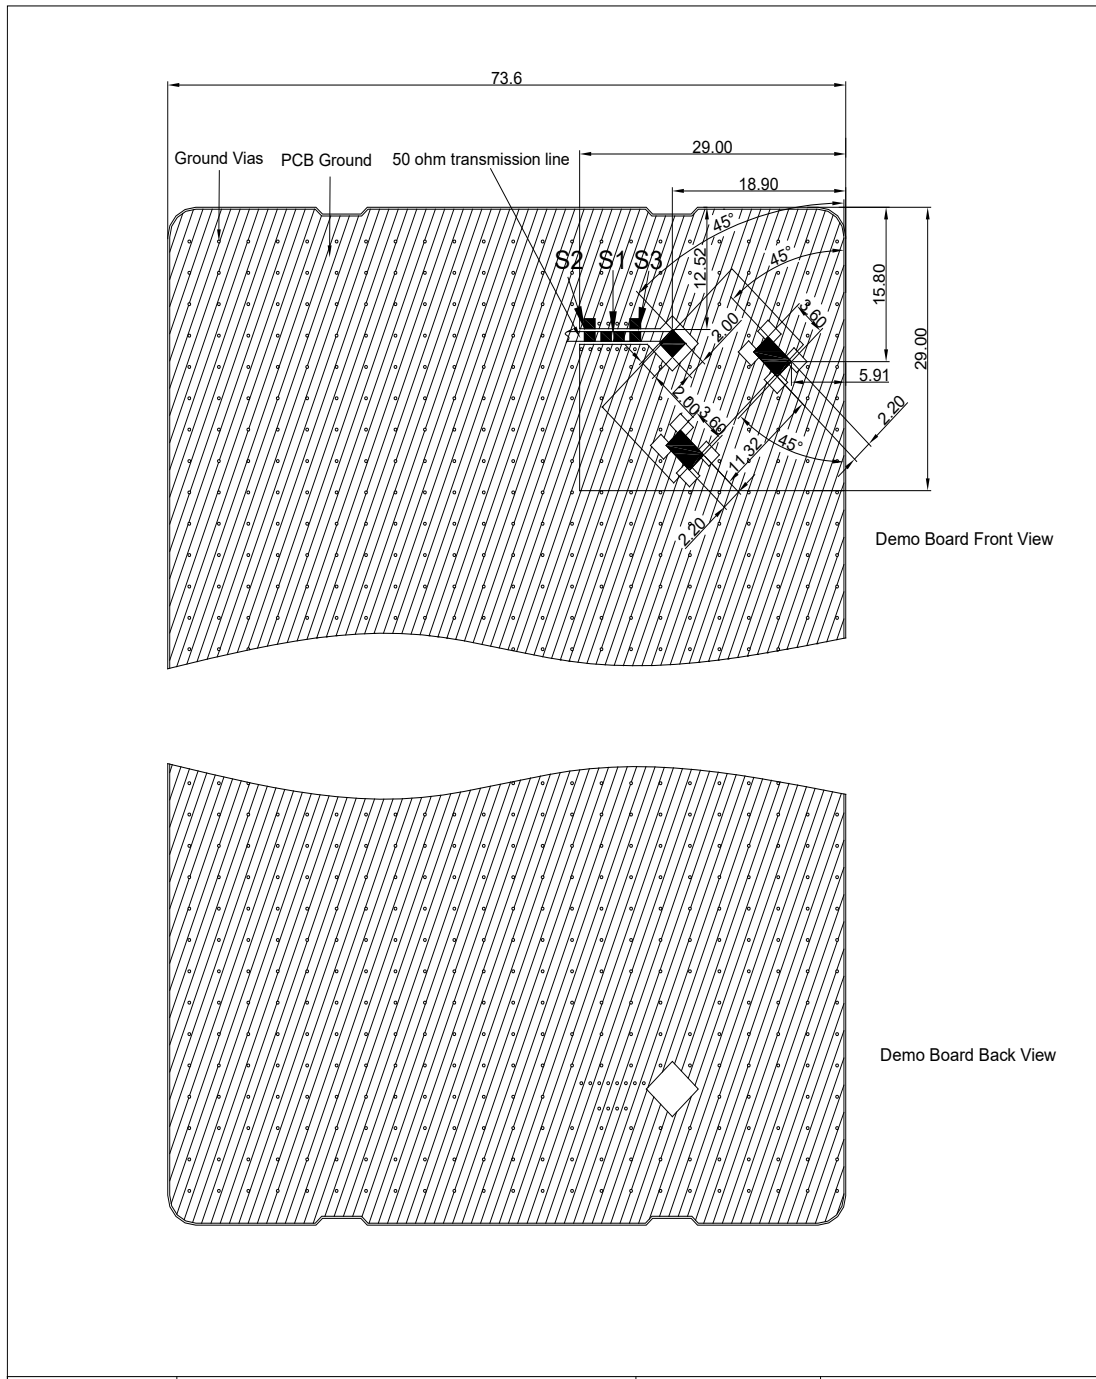 73.6
29.00
Ground Vias
PCB Ground
50 ohm transmission line
18.90
45°
S2 S1 S3
12.52
45°
15.80
3.60
2.00
29.00
5.91
2.00
3.60
2.20
45°
11.32
2.20
Demo Board Front View
Demo Board Back View